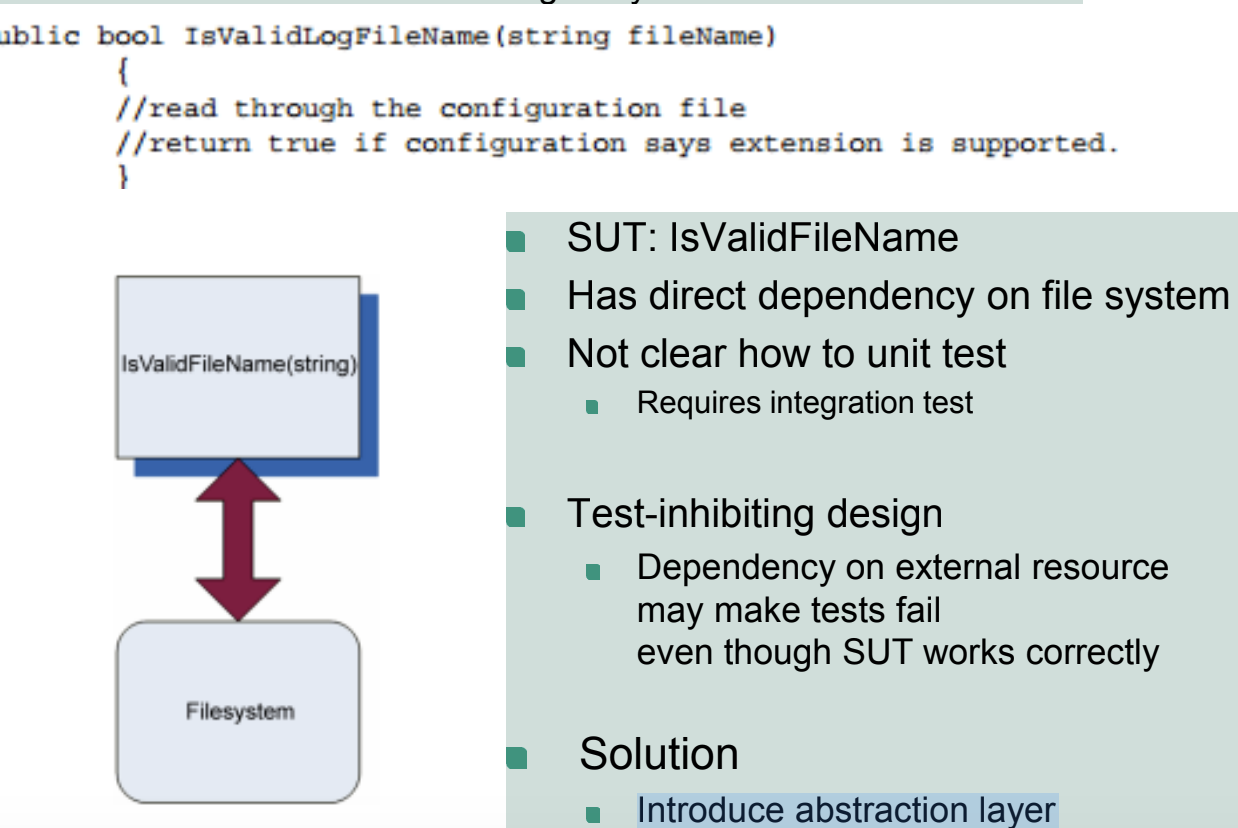 ublic bool IsValidLogFileName(string fileName)
{
//read through the configuration file
//return true if configuration says extension is supported.
}
IsValidFileName(string)
Filesystem
SUT: IsValidFileName
Has direct dependency on file system
Not clear how to unit test
Requires integration test
Test-inhibiting design
Dependency on external resource
may make tests fail
even though SUT works correctly
Solution
Introduce abstraction layer